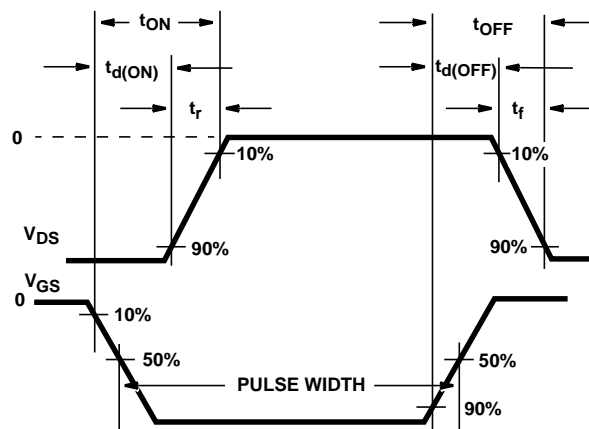 tON
tOFF
td(ON)
td(OFF)
tr
tf
0
10%
10%
VDS
90%
90%
VGS
0
10%
50%
50%
PULSE WIDTH
90%